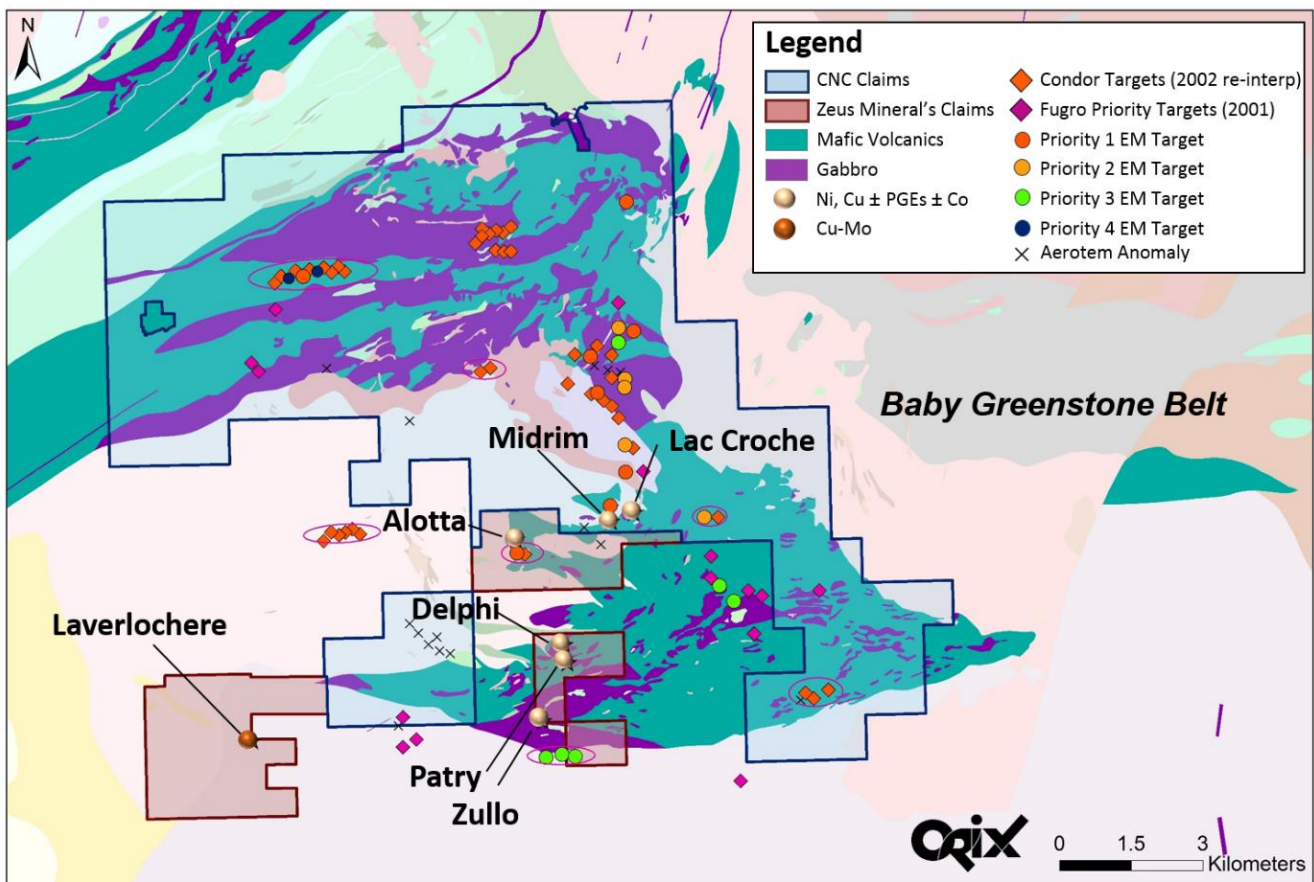 N
Legend
CNC Claims
Zeus Mineral's Claims
Mafic Volcanics
Gabbro
Ni, Cu ± PGEs ± Co
Cu-Mo
Condor Targets (2002 re-interp)
Fugro Priority Targets (2001)
Priority 1 EM Target
Priority 2 EM Target
Priority 3 EM Target
Priority 4 EM Target
Aerotem Anomaly
Baby Greenstone Belt
Midrim
Lac Croche
Alotta
Delphi
Laverlochere
Patry
Zullo
ORIX
0 1.5 3
Kilometers